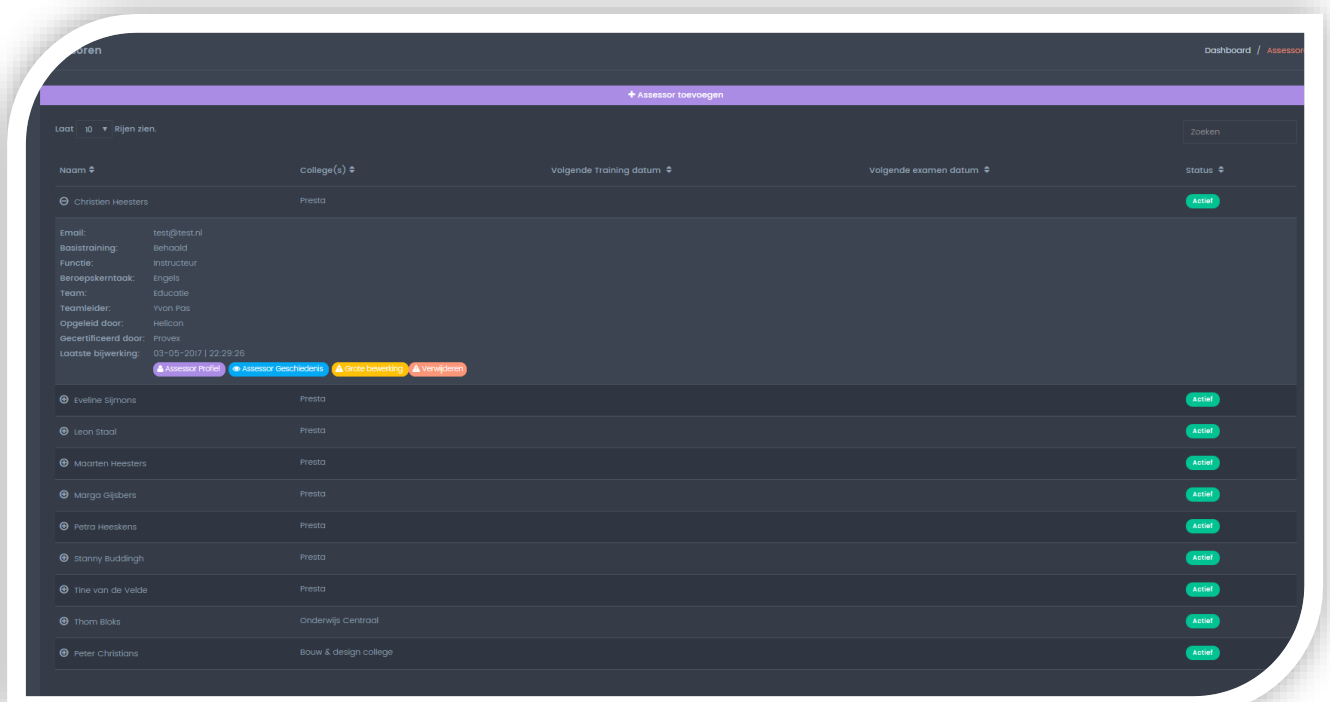 oren
Dashboard / Assessor
+ Assessor toevoegen
Laat 10 Rijen zien.
Zoeken
Naam College(s) Volgende Training datum Volgende examen datum Status
Christien Heesters Presta Actief
Email: test@test.nl
Basistraining: Behaald
Functie: Instructeur
Beroepskerntaak: Engels
Team: Educatie
Teamleider: Yvon Pas
Opgeleid door: Helicon
Gecertificeerd door: Provex
Laatste bijwerking: 03-05-2017 | 22:29:26
Assessor Profiel Assessor Geschiedenis Grote bewerking Verwijderen
Eveline Sijmons Presta Actief
Leon Staal Presta Actief
Maarten Heesters Presta Actief
Marga Gijsbers Presta Actief
Petra Heeskens Presta Actief
Stanny Buddingh Presta Actief
Tine van de Velde Presta Actief
Thom Bloks Onderwijs Centraal Actief
Peter Christians Bouw & design college Actief